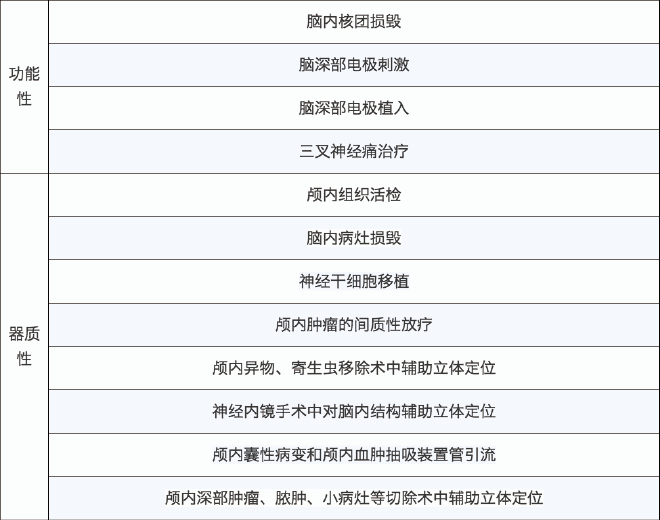 功能
性
脑内核团损毁
脑深部电极刺激
脑深部电极植入
三叉神经痛治疗
器质
性
颅内组织活检
脑内病灶损毁
神经干细胞移植
颅内肿瘤的间质性放疗
颅内异物、寄生虫移除术中辅助立体定位
神经内镜手术中对脑内结构辅助立体定位
颅内囊性病变和颅内血肿抽吸装置管引流
颅内深部肿瘤、脓肿、小病灶等切除术中辅助立体定位